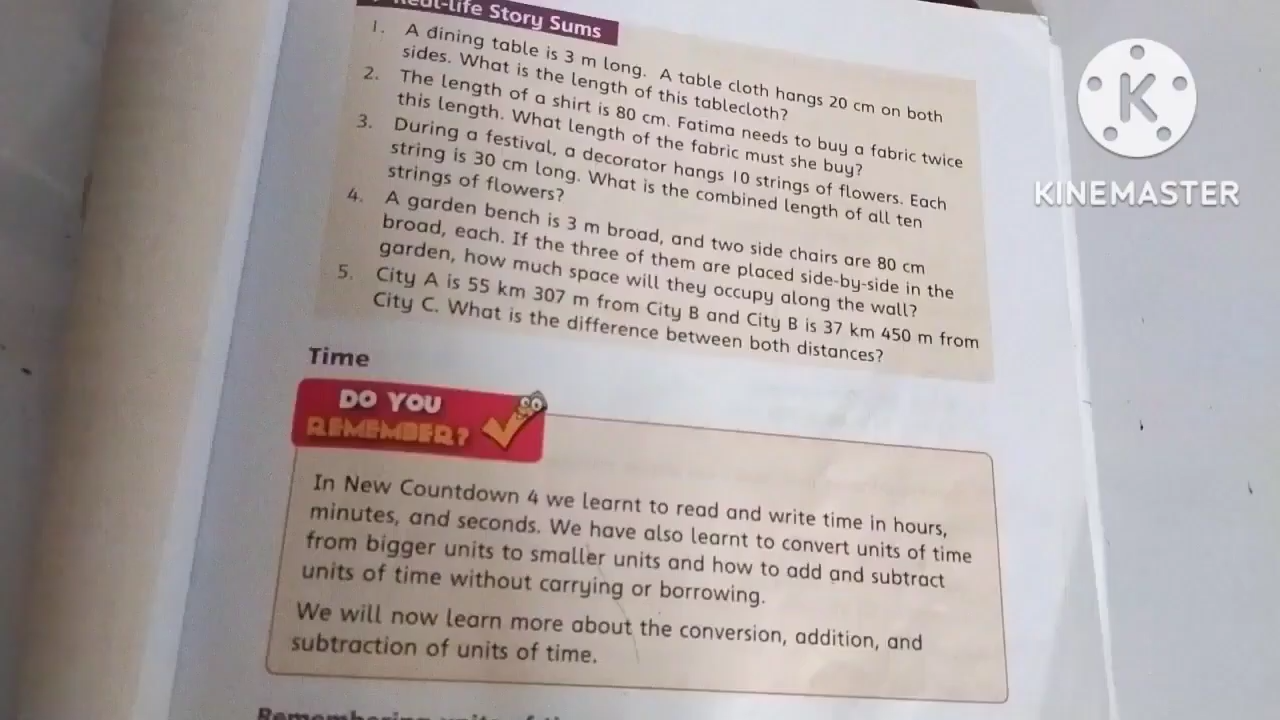 Real-life Story Sums
1. A dining table is 3 m long. A table cloth hangs 20 cm on both
sides. What is the length of this tablecloth?
2. The length of a shirt is 80 cm. Fatima needs to buy a fabric twice
this length. What length of the fabric must she buy?
3. During a festival, a decorator hangs 10 strings of flowers. Each
string is 30 cm long. What is the combined length of all ten
strings of flowers?
4. A garden bench is 3 m broad, and two side chairs are 80 cm
broad, each. If the three of them are placed side-by-side in the
garden, how much space will they occupy along the wall?
5. City A is 55 km 307 m from City B and City B is 37 km 450 m from
City C. What is the difference between both distances?
K
KINEMASTER
Time
DO YOU
REMEMBER?
In New Countdown 4 we learnt to read and write time in hours,
minutes, and seconds. We have also learnt to convert units of time
from bigger units to smaller units and how to add and subtract
units of time without carrying or borrowing.
We will now learn more about the conversion, addition, and
subtraction of units of time.
Remembering units of